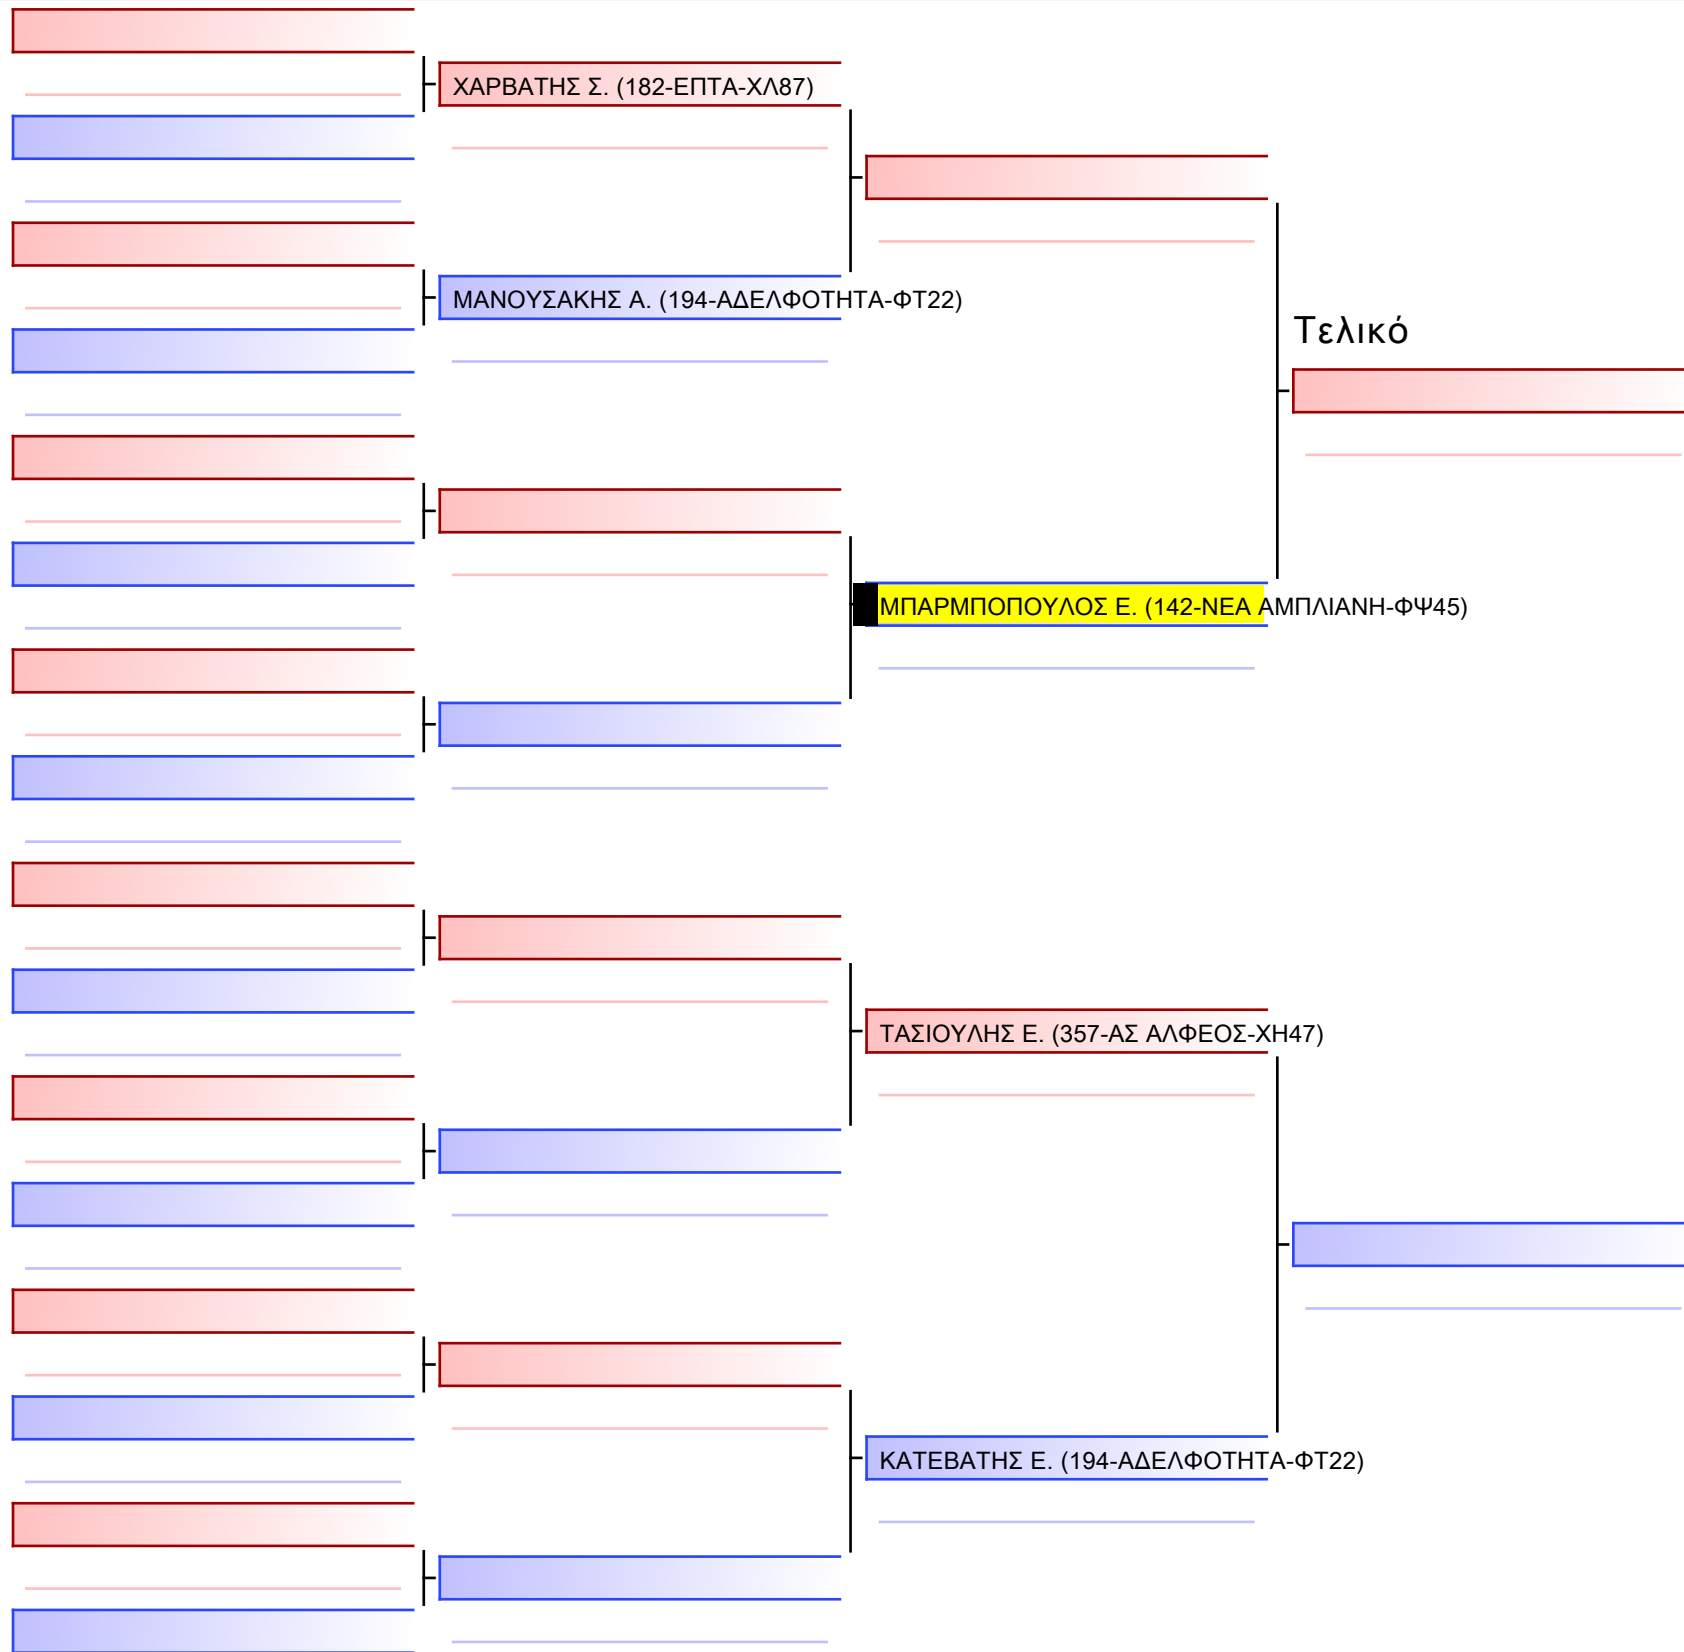 ΧΑΡΒΑΤΗΣ Σ. (182-ΕΠΤΑ-ΧΛ87)
ΜΑΝΟΥΣΑΚΗΣ Α. (194-ΑΔΕΛΦΟΤΗΤΑ-ΦΤ22)
Τελικό
ΜΠΑΡΜΠΟΠΟΥΛΟΣ Ε. (142-ΝΕΑ ΑΜΠΛΙΑΝΗ-ΦΨ45)
ΤΑΣΙΟΥΛΗΣ Ε. (357-ΑΣ ΑΛΦΕΟΣ-ΧΗ47)
ΚΑΤΕΒΑΤΗΣ Ε. (194-ΑΔΕΛΦΟΤΗΤΑ-ΦΤ22)